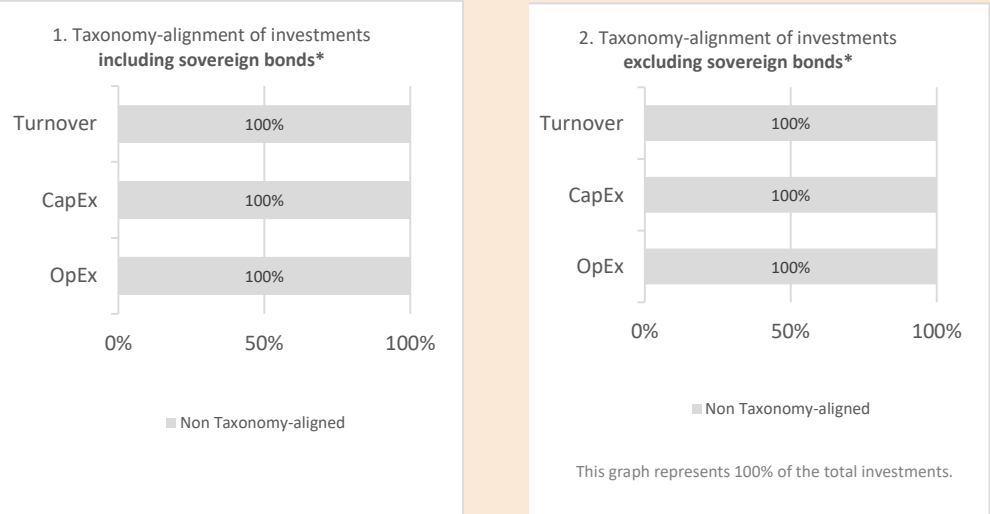 1. Taxonomy-alignment of investments
including sovereign bonds*
Turnover
100%
CapEx
100%
OpEx
100%
0%
50%
100%
Non Taxonomy-aligned
2. Taxonomy-alignment of investments
excluding sovereign bonds*
Turnover
100%
CapEx
100%
OpEx
100%
0%
50%
100%
Non Taxonomy-aligned
This graph represents 100% of the total investments.